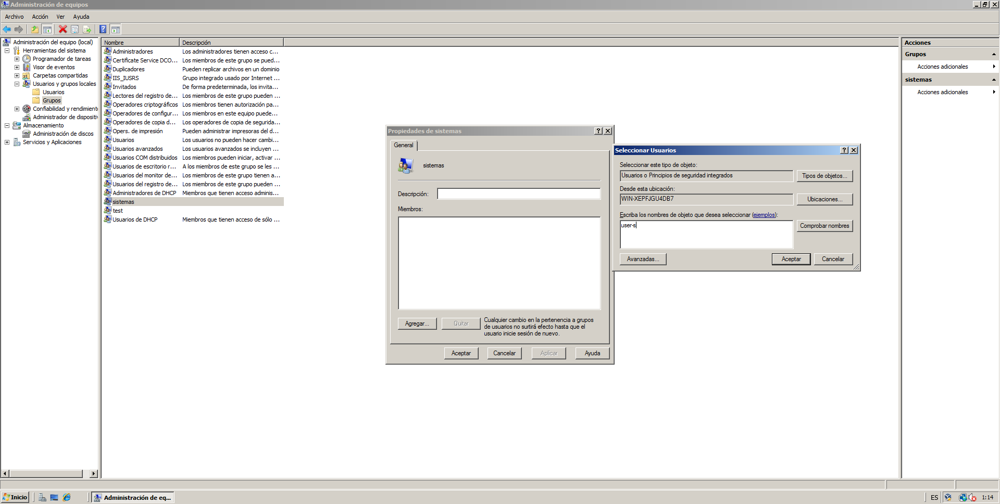 Administración de equipos
Archivo Acción Ver Ayuda
Administración del equipo (local)
Herramientas del sistema
Programador de tareas
Visor de eventos
Carpetas compartidas
Usuarios y grupos locales
Usuarios
Grupos
Confiabilidad y rendimient
Administrador de dispositi
Almacenamiento
Administración de discos
Servicios y Aplicaciones
Nombre Descripción
Administradores Los administradores tienen acceso c...
Certificate Service DCO... Los miembros de este grupo se pued...
Duplicadores Pueden replicar archivos en un dominio
IIS_IUSRS Grupo integrado usado por Internet ...
Invitados De forma predeterminada, los invita...
Lectores del registro de... Los miembros de este grupo pueden ...
Operadores criptográficos Los miembros tienen autorización pa...
Operadores de configur... Los miembros en este equipo puede...
Operadores de copia d... Los operadores de copia de segurida...
Opers. de impresión Pueden administrar impresoras del d...
Usuarios Los usuarios no pueden hacer cambi...
Usuarios avanzados Los usuarios avanzados se incluyen ...
Usuarios COM distribuidos Los miembros pueden iniciar, activar ...
Usuarios de escritorio r... A los miembros de este grupo se les ...
Usuarios del monitor de... Los miembros de este grupo tienen a...
Usuarios del registro de... Los miembros de este grupo pueden ...
Administradores de DHCP Miembros que tienen acceso adminis...
sistemas
test
Usuarios de DHCP Miembros que tienen acceso de sólo ...
Propiedades de sistemas
General
sistemas
Descripción:
Miembros:
Agregar... Quitar
Cualquier cambio en la pertenencia a grupos
de usuarios no surtirá efecto hasta que el
usuario inicie sesión de nuevo.
Aceptar Cancelar Aplicar Ayuda
Seleccionar Usuarios
Seleccionar este tipo de objeto:
Usuarios o Principios de seguridad integrados Tipos de objetos...
Desde esta ubicación:
WIN-XEPFJGU4DB7 Ubicaciones...
Escriba los nombres de objeto que desea seleccionar (ejemplos):
user-s Comprobar nombres
Avanzadas... Aceptar Cancelar
Acciones
Grupos
Acciones adicionales
sistemas
Acciones adicionales
Inicio Administración de eq... ES 1:14